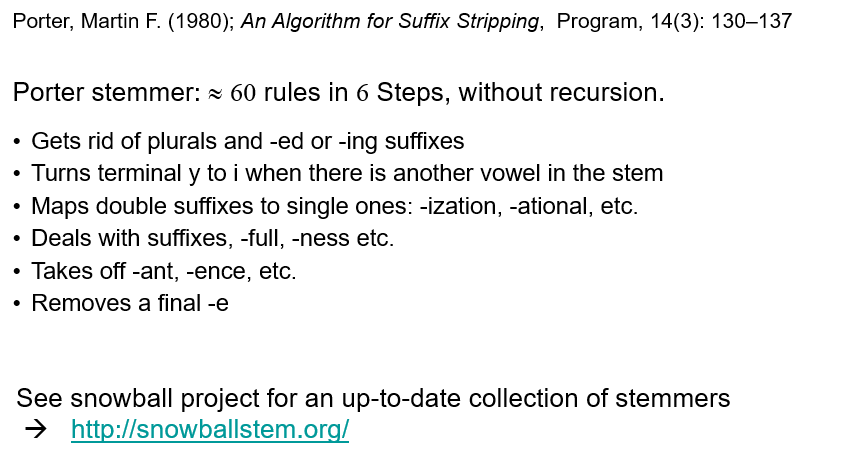 Porter, Martin F. (1980); An Algorithm for Suffix Stripping, Program, 14(3): 130–137
Porter stemmer: ≈ 60 rules in 6 Steps, without recursion.
• Gets rid of plurals and -ed or -ing suffixes
• Turns terminal y to i when there is another vowel in the stem
• Maps double suffixes to single ones: -ization, -ational, etc.
• Deals with suffixes, -full, -ness etc.
• Takes off -ant, -ence, etc.
• Removes a final -e
See snowball project for an up-to-date collection of stemmers
→ http://snowballstem.org/